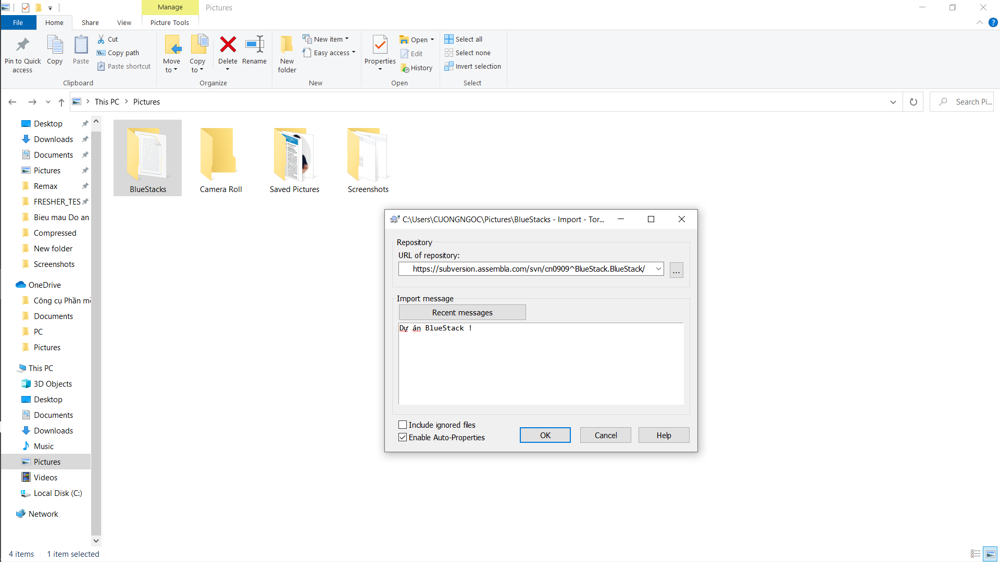 Manage
Pictures
File
Home
Share
View
Picture Tools
Pin to Quick access
Copy
Paste
Cut
Copy path
Paste shortcut
Clipboard
Move to
Copy to
Delete
Rename
Organize
New folder
New item
Easy access
New
Properties
Open
Edit
History
Open
Select all
Select none
Invert selection
Select
This PC
Pictures
Search Pi...
Desktop
Downloads
Documents
Pictures
Remax
FRESHER_TES
Bieu mau Do an
Compressed
New folder
Screenshots
OneDrive
Công cụ Phần mề
Documents
PC
Pictures
This PC
3D Objects
Desktop
Documents
Downloads
Music
Pictures
Videos
Local Disk (C:)
Network
BlueStacks
Camera Roll
Saved Pictures
Screenshots
C:\Users\CUONGNGOC\Pictures\BlueStacks - Import - Tor...
Repository
URL of repository:
https://subversion.assembla.com/svn/cn0909^BlueStack.BlueStack/
...
Import message
Recent messages
Dự án BlueStack !
Include ignored files
Enable Auto-Properties
OK
Cancel
Help
4 items
1 item selected